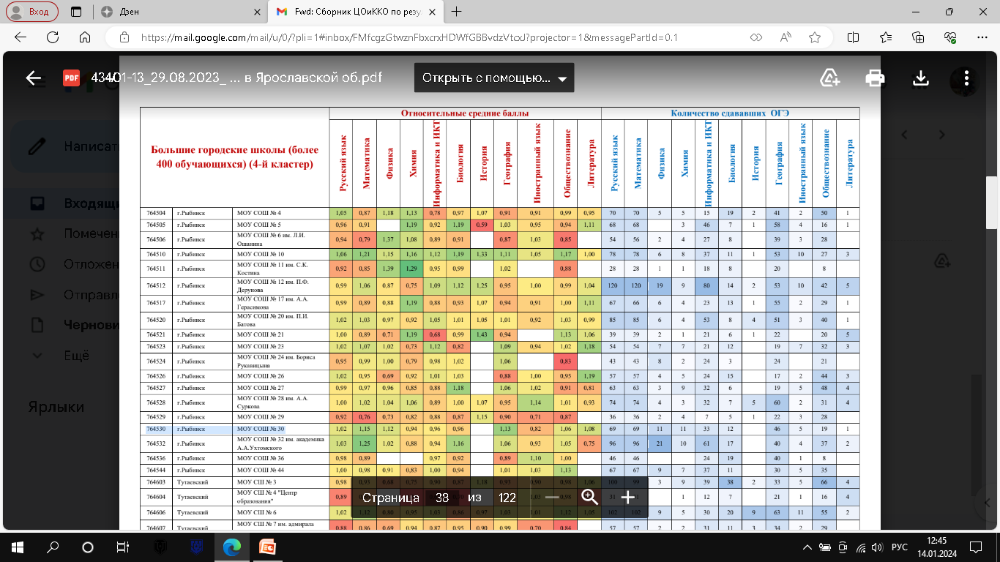 Вход
Дзен
Fwd: Сборник ЦОиККО по резу
https://mail.google.com/mail/u/0/?pli=1#inbox/FMfcgzGtwznFbxcrxHDWfGBBvdzVtcxJ?projector=1&messagePartId=0.1
43401-13_29.08.2023_ ... в Ярославской об.pdf
Открыть с помощью...
Написать
Входящие
Помеченные
Отложен
Отправл
Чернови
Ещё
Ярлыки
Относительные средние баллы Количество сдававших ОГЭ
Большие городские школы (более 400 обучающихся) (4-й кластер)
Русский язык Математика Физика Химия Информатика и ИКТ Биология История География Иностранный язык Обществознание Литература Русский язык Математика Физика Химия Информатика и ИКТ Биология История География Иностранный язык Обществознание Литература
764504 г.Рыбинск МОУ СОШ № 4 1,05 0,87 1,18 1,13 0,78 0,97 1,07 0,91 0,91 0,99 0,95 70 70 5 5 15 19 2 41 2 50 1
764505 г.Рыбинск МОУ СОШ № 5 0,96 0,91 1,19 0,92 1,19 0,59 1,03 0,95 0,94 1,11 68 68 3 46 7 1 58 4 16 1
764506 г.Рыбинск МОУ СОШ № 6 им. Л.И. Ошанина 0,94 0,79 1,37 1,08 0,89 0,91 0,87 1,03 0,85 54 56 2 4 27 8 39 3 28
764510 г.Рыбинск МОУ СОШ № 10 1,06 1,21 1,15 1,16 1,12 1,19 1,33 1,11 1,05 1,17 1,00 78 78 6 8 37 11 1 53 10 27 3
764511 г.Рыбинск МОУ СОШ № 11 им. С.К. Костина 0,92 0,85 1,39 1,29 0,95 0,99 1,02 0,88 28 28 1 1 18 8 20 8
764512 г.Рыбинск МОУ СОШ № 12 им. П.Ф. Дерунова 0,99 1,06 0,87 0,75 1,09 1,12 1,25 0,95 1,00 0,99 1,04 120 120 19 9 80 14 2 53 10 42 5
764517 г.Рыбинск МОУ СОШ № 17 им. А.А. Герасимова 0,99 0,89 0,88 1,19 0,88 0,93 1,07 0,94 0,91 1,00 1,11 67 66 6 4 23 13 1 55 2 29 1
764520 г.Рыбинск МОУ СОШ № 20 им. П.И. Батова 1,02 1,03 0,97 0,92 1,05 1,01 1,05 1,01 0,92 1,03 0,99 85 85 6 4 53 8 4 51 3 40 1
764521 г.Рыбинск МОУ СОШ № 21 1,00 0,89 0,71 1,19 0,68 0,99 1,43 0,94 1,13 1,06 39 39 2 1 21 6 1 22 20 5
764523 г.Рыбинск МОУ СОШ № 23 1,02 1,07 1,02 0,73 1,12 0,82 1,09 0,94 1,02 1,18 54 54 7 7 21 12 19 7 32 3
764524 г.Рыбинск МОУ СОШ № 24 им. Бориса Рукавицына 0,95 0,99 1,00 0,79 0,98 1,02 1,06 0,83 43 43 8 2 24 3 24 21
764526 г.Рыбинск МОУ СОШ № 26 1,02 0,95 0,69 0,92 1,01 1,03 0,88 1,00 0,95 1,19 57 57 4 5 24 15 17 2 44 3
764527 г.Рыбинск МОУ СОШ № 27 0,99 0,97 0,96 0,85 0,88 1,18 1,06 1,02 0,91 0,81 63 63 3 9 32 6 19 5 48 4
764528 г.Рыбинск МОУ СОШ № 28 им. А.А. Суркова 1,00 1,02 1,04 1,06 0,89 1,00 1,07 0,95 1,14 1,01 0,93 74 74 4 3 32 7 5 60 2 31 4
764529 г.Рыбинск МОУ СОШ № 29 0,92 0,76 0,73 0,82 0,88 0,87 1,15 0,90 0,71 0,87 36 36 2 4 7 5 1 22 3 28
764530 г.Рыбинск МОУ СОШ № 30 1,02 1,15 1,12 0,94 0,96 0,96 1,13 0,82 1,06 1,08 69 69 11 11 33 12 46 5 19 1
764532 г.Рыбинск МОУ СОШ № 32 им. академика А.А.Ухтомского 1,03 1,25 1,02 0,88 0,94 1,16 1,06 0,93 1,05 0,75 96 96 21 10 61 17 40 4 37 2
764536 г.Рыбинск МОУ СОШ № 36 0,98 0,89 0,97 0,92 0,89 1,10 1,00 46 46 24 19 40 1 8
764544 г.Рыбинск МОУ СОШ № 44 1,00 0,98 0,91 0,83 1,00 0,94 1,01 1,03 1,13 67 67 9 7 37 11 30 5 35
764603 Тутаевский МОУ СШ № 3 0,98 0,93 0,68 0,75 0,90 0,87 1,18 0,93 0,90 0,98 1,06 100 99 3 9 39 38 2 33 5 66 4
764604 Тутаевский МОУ СШ № 4 "Центр образования" 0,89 1,03 0,98 31 1 12 7 21 1 16 4
764606 Тутаевский МОУ СШ № 6 1,02 1,12 0,80 0,95 1,03 0,66 0,97 1,03 1,01 1,12 1,05 102 102 9 5 30 20 9 63 11 55 2
764607 Тутаевский МОУ СШ № 7 им. адмирала 0,88 0,86 0,69 0,94 0,87 0,95 0,90 0,99 0,70 0,84 57 57 2 2 31 11 3 34 2 29
Страница 38 из 122
РУС
12:45
14.01.2024